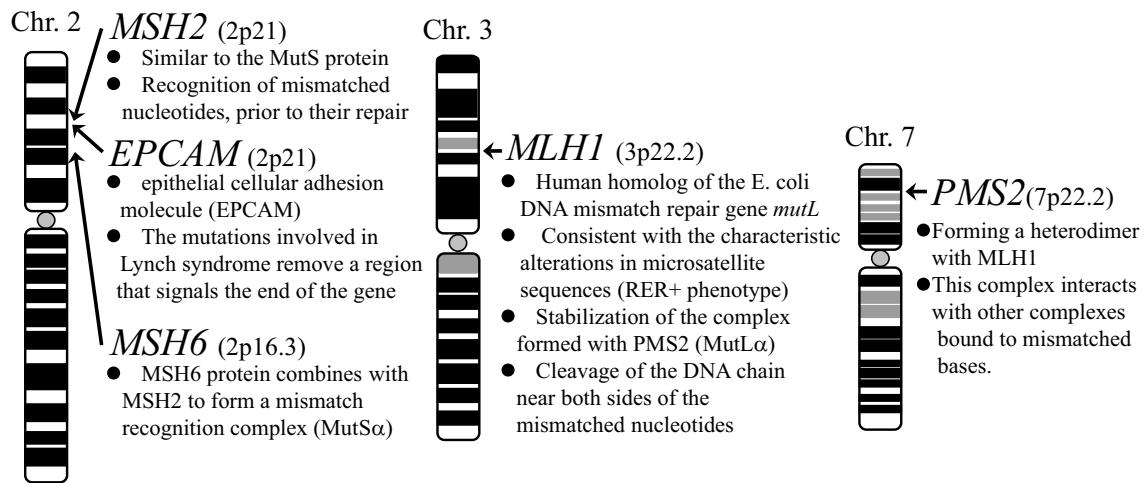 Chr. 2
MSH2 (2p21)
● Similar to the MutS protein
● Recognition of mismatched
nucleotides, prior to their repair
EPCAM (2p21)
● epithelial cellular adhesion
molecule (EPCAM)
● The mutations involved in
Lynch syndrome remove a region
that signals the end of the gene
MSH6 (2p16.3)
● MSH6 protein combines with
MSH2 to form a mismatch
recognition complex (MutSα)
Chr. 3
MLH1 (3p22.2)
● Human homolog of the E. coli
DNA mismatch repair gene mutL
● Consistent with the characteristic
alterations in microsatellite
sequences (RER+ phenotype)
● Stabilization of the complex
formed with PMS2 (MutLα)
● Cleavage of the DNA chain
near both sides of the
mismatched nucleotides
Chr. 7
PMS2(7p22.2)
●Forming a heterodimer
with MLH1
●This complex interacts
with other complexes
bound to mismatched
bases.